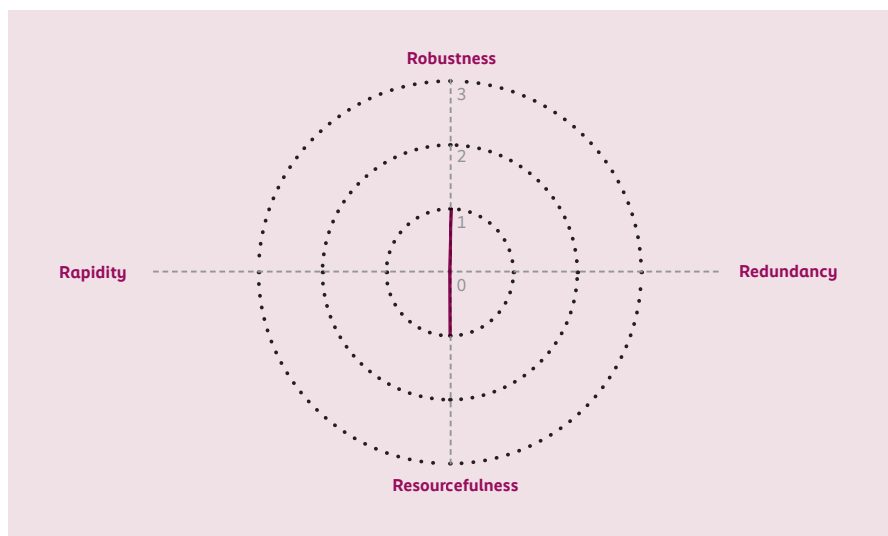 Robustness
3
2
1
Rapidity
Redundancy
0
Resourcefulness